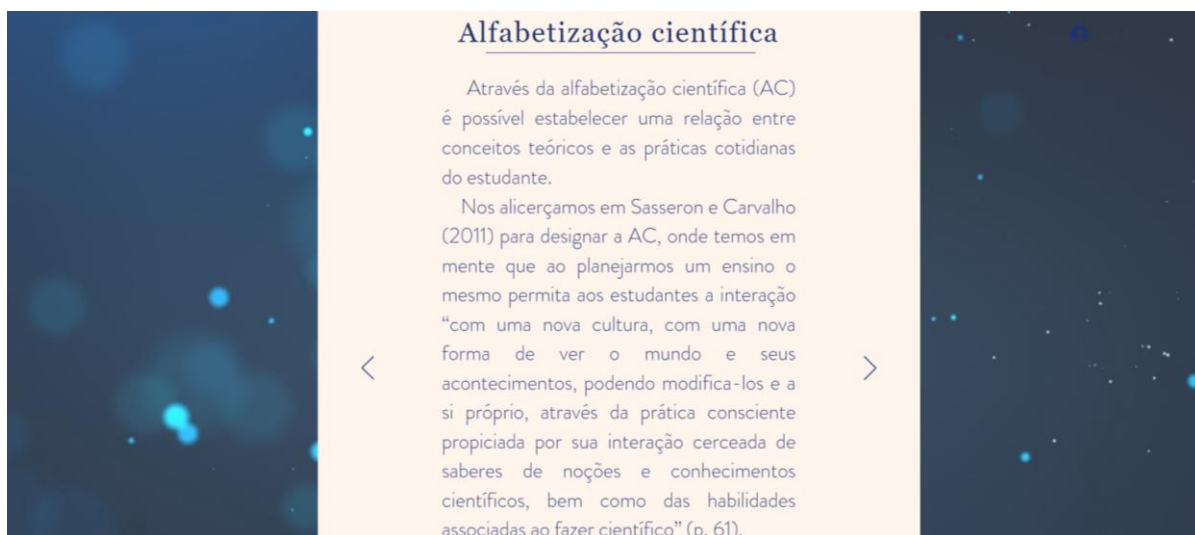 Alfabetização científica
Através da alfabetização científica (AC)
é possível estabelecer uma relação entre
conceitos teóricos e as práticas cotidianas
do estudante.
Nos alicerçamos em Sasseron e Carvalho
(2011) para designar a AC, onde temos em
mente que ao planejarmos um ensino o
mesmo permita aos estudantes a interação
“com uma nova cultura, com uma nova
forma de ver o mundo e seus
acontecimentos, podendo modifica-los e a
si próprio, através da prática consciente
propiciada por sua interação cerceada de
saberes de noções e conhecimentos
científicos, bem como das habilidades
associadas ao fazer científico” (p. 61).